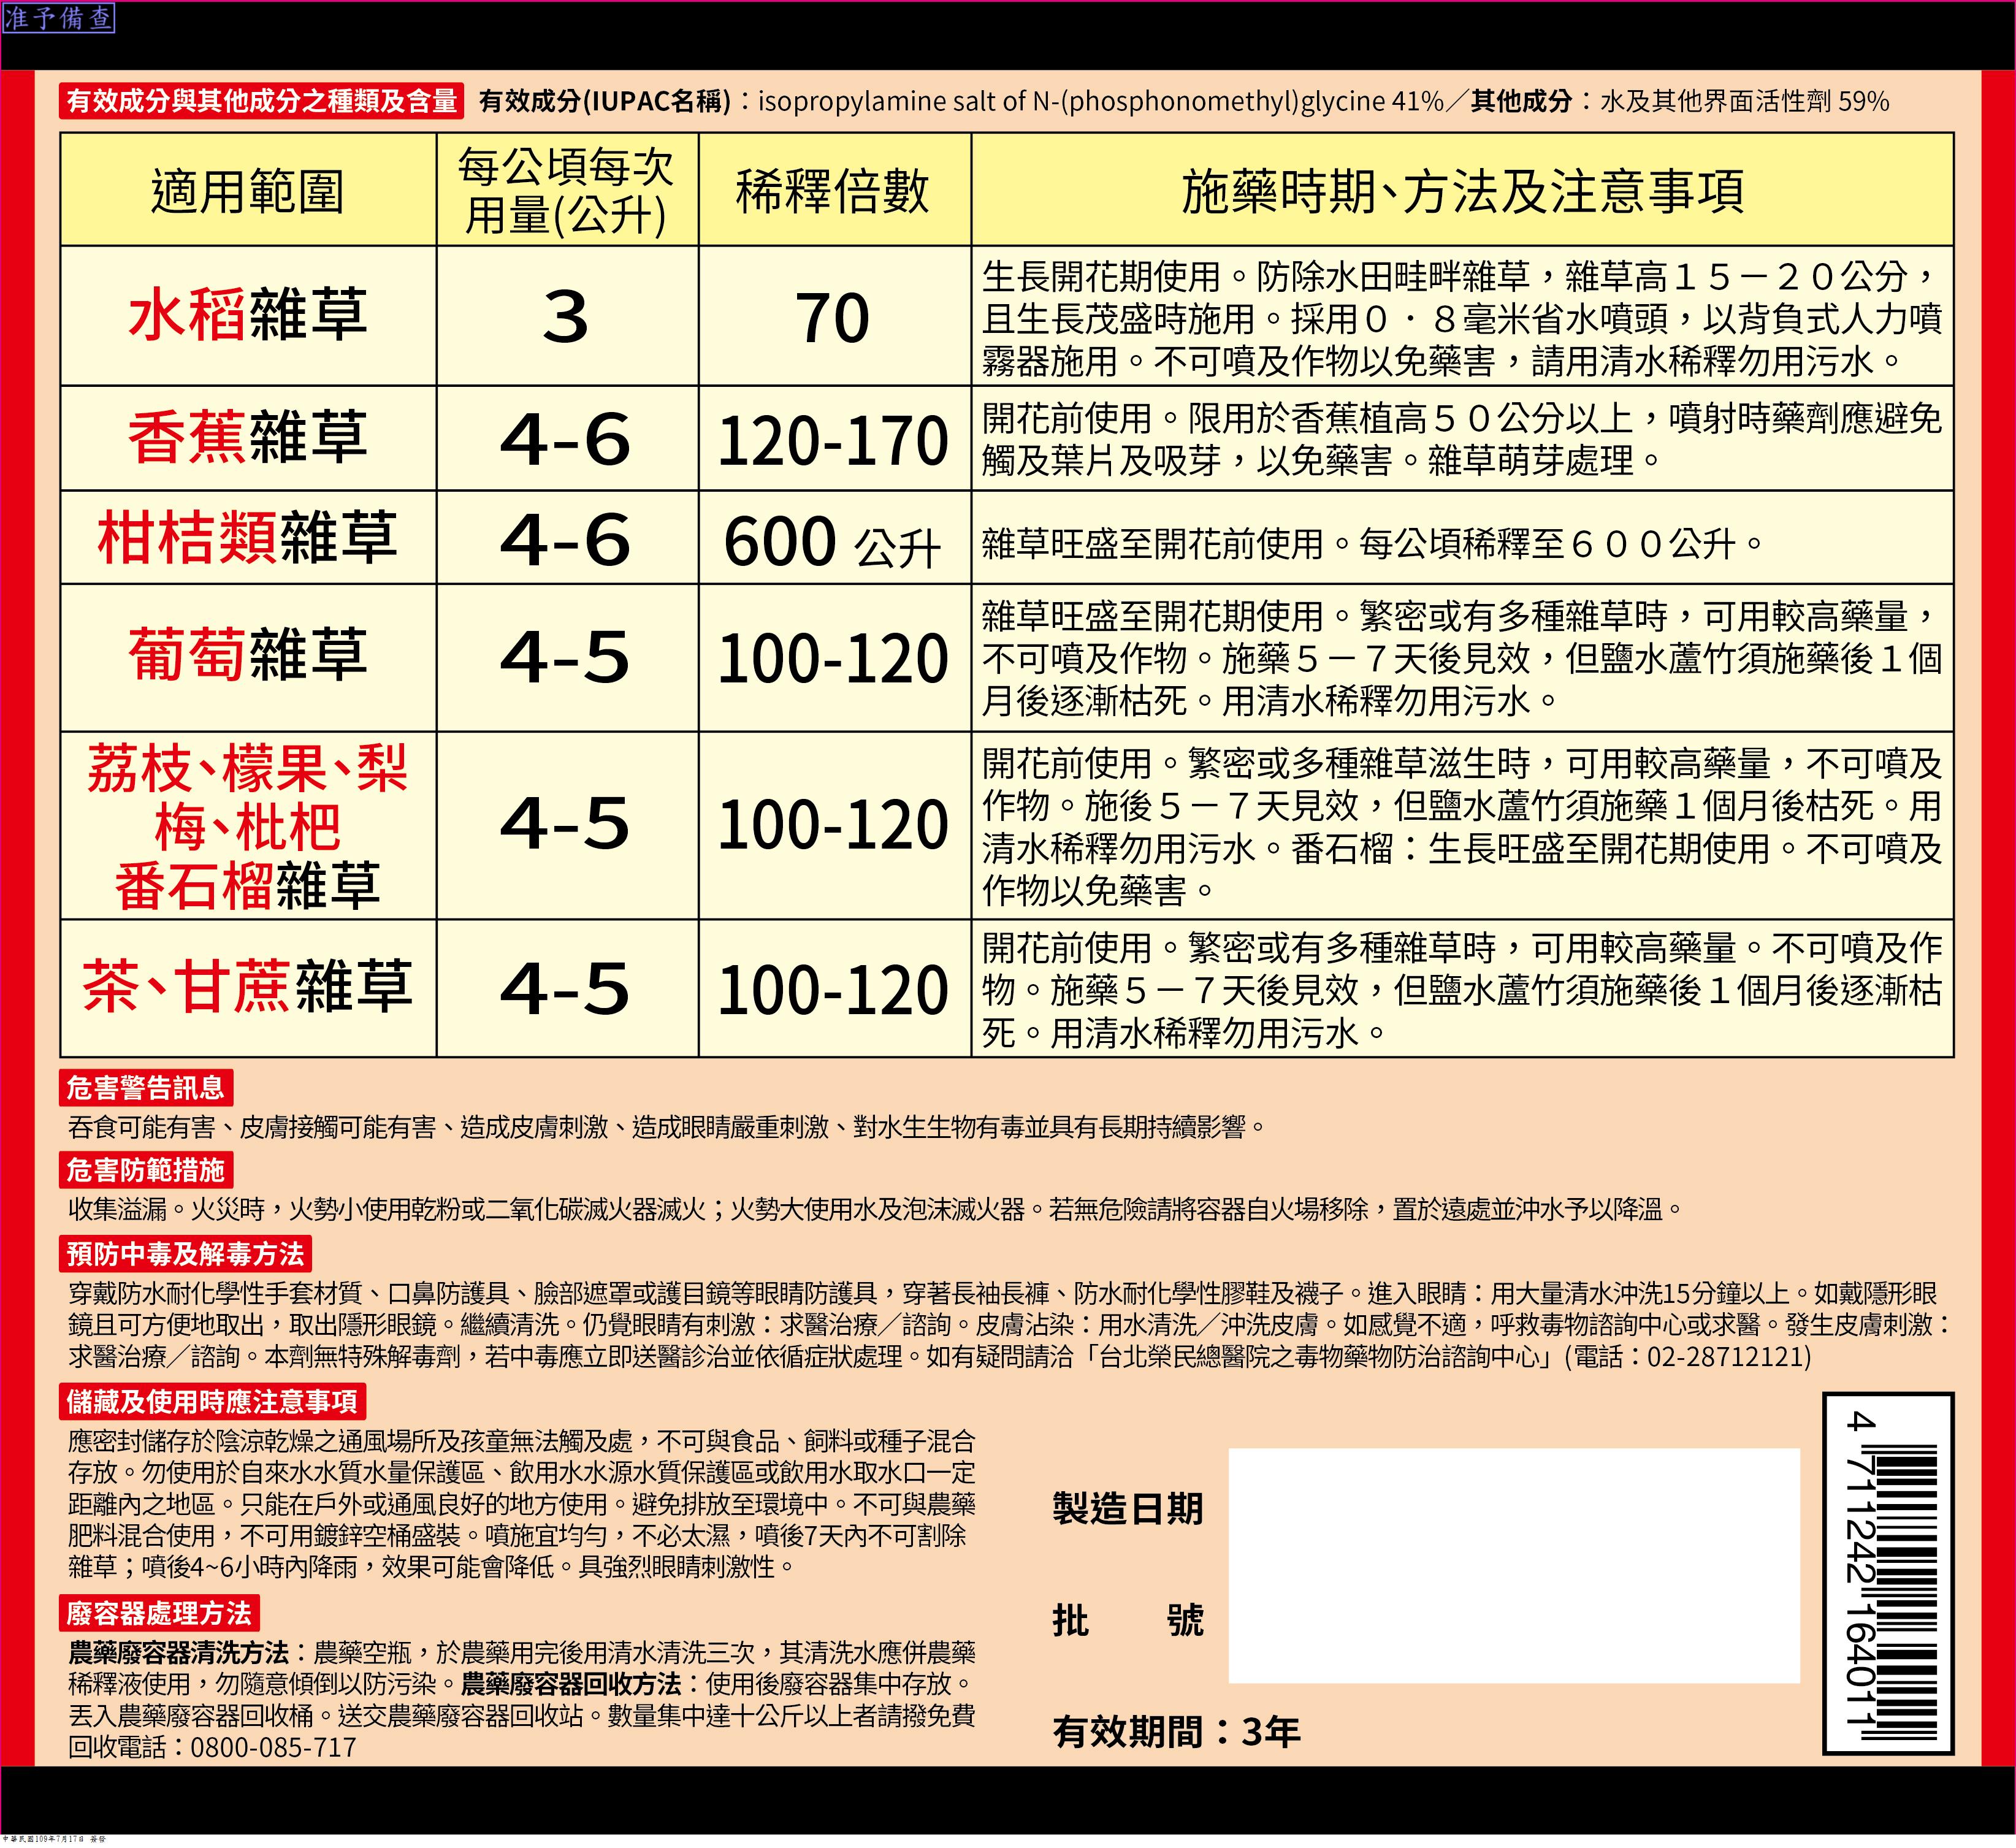 准予備查
有效成分與其他成分之種類及含量 有效成分(IUPAC名稱)：isopropylamine salt of N-(phosphonomethyl)glycine 41%／其他成分：水及其他界面活性劑 59%
適用範圍
每公頃每次
用量(公升)
稀釋倍數
施藥時期、方法及注意事項
水稻雜草
3
70
生長開花期使用。防除水田畦畔雜草，雜草高１５－２０公分，
且生長茂盛時施用。採用０．８毫米省水噴頭，以背負式人力噴
霧器施用。不可噴及作物以免藥害，請用清水稀釋勿用污水。
香蕉雜草
4-6
120-170
開花前使用。限用於香蕉植高５０公分以上，噴射時藥劑應避免
觸及葉片及吸芽，以免藥害。雜草萌芽處理。
柑桔類雜草
4-6
600 公升
雜草旺盛至開花前使用。每公頃稀釋至６００公升。
葡萄雜草
4-5
100-120
雜草旺盛至開花期使用。繁密或有多種雜草時，可用較高藥量，
不可噴及作物。施藥５－７天後見效，但鹽水蘆竹須施藥後１個
月後逐漸枯死。用清水稀釋勿用污水。
荔枝、檬果、梨
梅、枇杷
番石榴雜草
4-5
100-120
開花前使用。繁密或多種雜草滋生時，可用較高藥量，不可噴及
作物。施後５－７天見效，但鹽水蘆竹須施藥１個月後枯死。用
清水稀釋勿用污水。番石榴：生長旺盛至開花期使用。不可噴及
作物以免藥害。
茶、甘蔗雜草
4-5
100-120
開花前使用。繁密或有多種雜草時，可用較高藥量。不可噴及作
物。施藥５－７天後見效，但鹽水蘆竹須施藥後１個月後逐漸枯
死。用清水稀釋勿用污水。
危害警告訊息
吞食可能有害、皮膚接觸可能有害、造成皮膚刺激、造成眼睛嚴重刺激、對水生生物有毒並具有長期持續影響。
危害防範措施
收集溢漏。火災時，火勢小使用乾粉或二氧化碳滅火器滅火；火勢大使用水及泡沫滅火器。若無危險請將容器自火場移除，置於遠處並沖水予以降溫。
預防中毒及解毒方法
穿戴防水耐化學性手套材質、口鼻防護具、臉部遮罩或護目鏡等眼睛防護具，穿著長袖長褲、防水耐化學性膠鞋及襪子。進入眼睛：用大量清水沖洗15分鐘以上。如戴隱形眼
鏡且可方便地取出，取出隱形眼鏡。繼續清洗。仍覺眼睛有刺激：求醫治療／諮詢。皮膚沾染：用水清洗／沖洗皮膚。如感覺不適，呼救毒物諮詢中心或求醫。發生皮膚刺激：
求醫治療／諮詢。本劑無特殊解毒劑，若中毒應立即送醫診治並依循症狀處理。如有疑問請洽「台北榮民總醫院之毒物藥物防治諮詢中心」(電話：02-28712121)
儲藏及使用時應注意事項
應密封儲存於陰涼乾燥之通風場所及孩童無法觸及處，不可與食品、飼料或種子混合
存放。勿使用於自來水水質水量保護區、飲用水水源水質保護區或飲用水取水口一定
距離內之地區。只能在戶外或通風良好的地方使用。避免排放至環境中。不可與農藥
肥料混合使用，不可用鍍鋅空桶盛裝。噴施宜均勻，不必太濕，噴後7天內不可割除
雜草；噴後4~6小時內降雨，效果可能會降低。具強烈眼睛刺激性。
廢容器處理方法
農藥廢容器清洗方法：農藥空瓶，於農藥用完後用清水清洗三次，其清洗水應併農藥
稀釋液使用，勿隨意傾倒以防污染。農藥廢容器回收方法：使用後廢容器集中存放。
丟入農藥廢容器回收桶。送交農藥廢容器回收站。數量集中達十公斤以上者請撥免費
回收電話：0800-085-717
製造日期
批　　號
有效期間：3年
4 711242 164011
中華民國109年7月17日 簽發